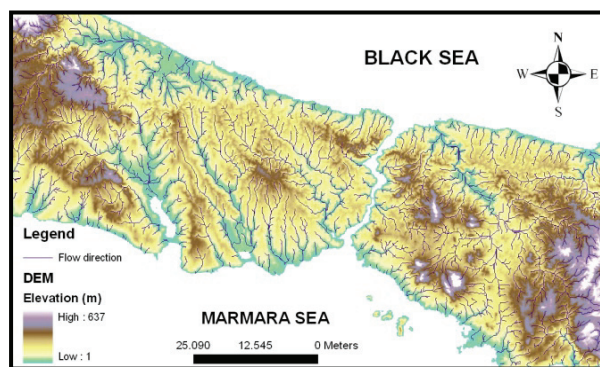 BLACK SEA
N
W E
S
Legend
Flow direction
DEM
Elevation (m)
High : 637
Low : 1
MARMARA SEA
25.090 12.545 0 Meters